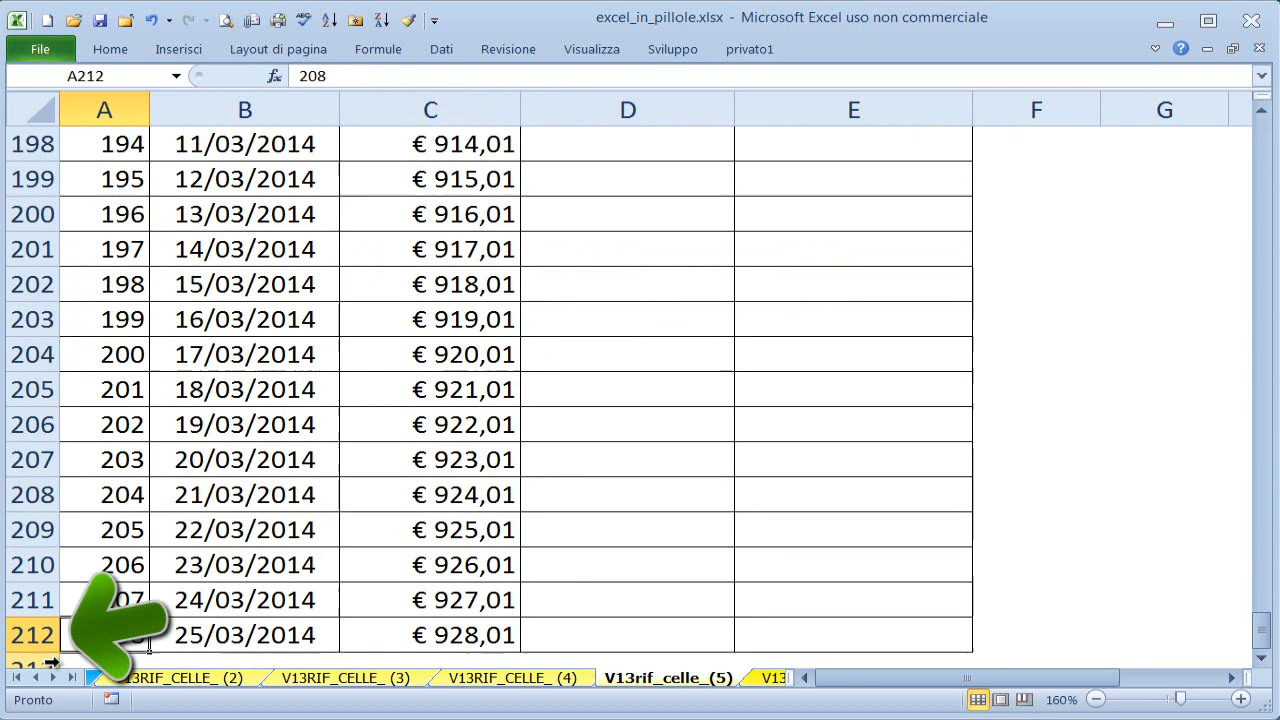 excel_in_pillole.xlsx - Microsoft Excel uso non commerciale
File Home Inserisci Layout di pagina Formule Dati Revisione Visualizza Sviluppo privato1
A212 fx 208
A B C D E F G
198 194 11/03/2014 € 914,01
199 195 12/03/2014 € 915,01
200 196 13/03/2014 € 916,01
201 197 14/03/2014 € 917,01
202 198 15/03/2014 € 918,01
203 199 16/03/2014 € 919,01
204 200 17/03/2014 € 920,01
205 201 18/03/2014 € 921,01
206 202 19/03/2014 € 922,01
207 203 20/03/2014 € 923,01
208 204 21/03/2014 € 924,01
209 205 22/03/2014 € 925,01
210 206 23/03/2014 € 926,01
211 07 24/03/2014 € 927,01
212 25/03/2014 € 928,01
13RIF_CELLE_ (2) V13RIF_CELLE_ (3) V13RIF_CELLE_ (4) V13rif_celle_(5) V13
Pronto 160%